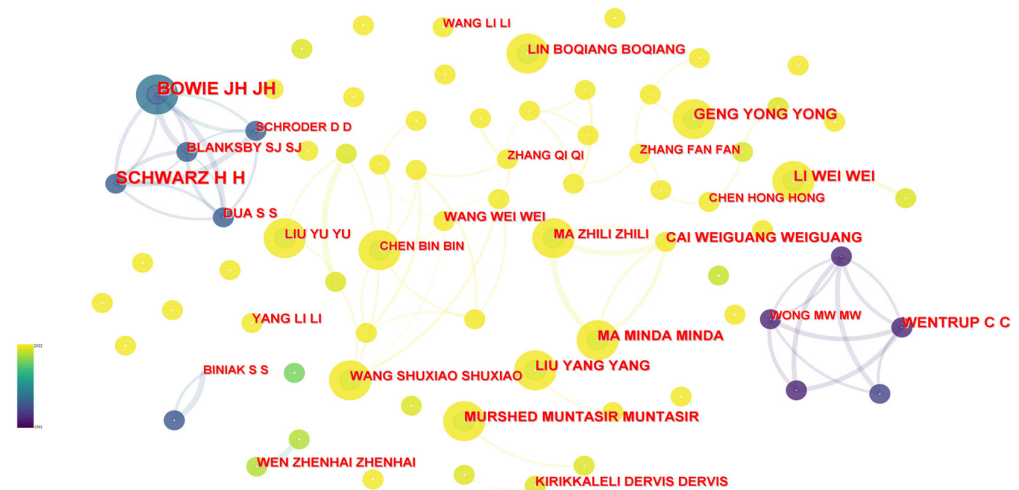 WANG LI LI
LIN BOQIANG BOQIANG
BOWIE JH JH
GENG YONG YONG
SCHRODER D D
BLANKSBY SJ SJ
ZHANG QI QI
ZHANG FAN FAN
SCHWARZ H H
LI WEI WEI
CHEN HONG HONG
DUA S S
WANG WEI WEI
LIU YU YU
MA ZHILI ZHILI
CAI WEIGUANG WEIGUANG
CHEN BIN BIN
WONG MW MW
YANG LI LI
WENTRUP C C
MA MINDA MINDA
2022
LIU YANG YANG
BINIAK S S
WANG SHUXIAO SHUXIAO
MURSHED MUNTASIR MUNTASIR
1991
WEN ZHENHAI ZHENHAI
KIRIKKALELI DERVIS DERVIS